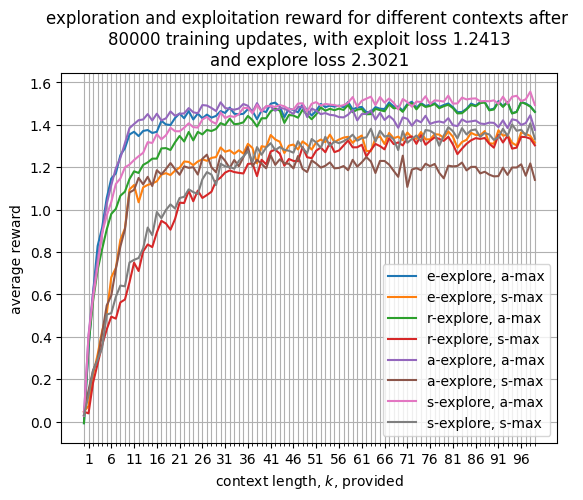 exploration and exploitation reward for different contexts after
80000 training updates, with exploit loss 1.2413
and explore loss 2.3021
1.6
1.4
1.2
1.0
0.8
0.6
0.4
0.2
0.0
average reward
e-explore, a-max
e-explore, s-max
r-explore, a-max
r-explore, s-max
a-explore, a-max
a-explore, s-max
s-explore, a-max
s-explore, s-max
1 6 11 16 21 26 31 36 41 46 51 56 61 66 71 76 81 86 91 96
context length, k, provided